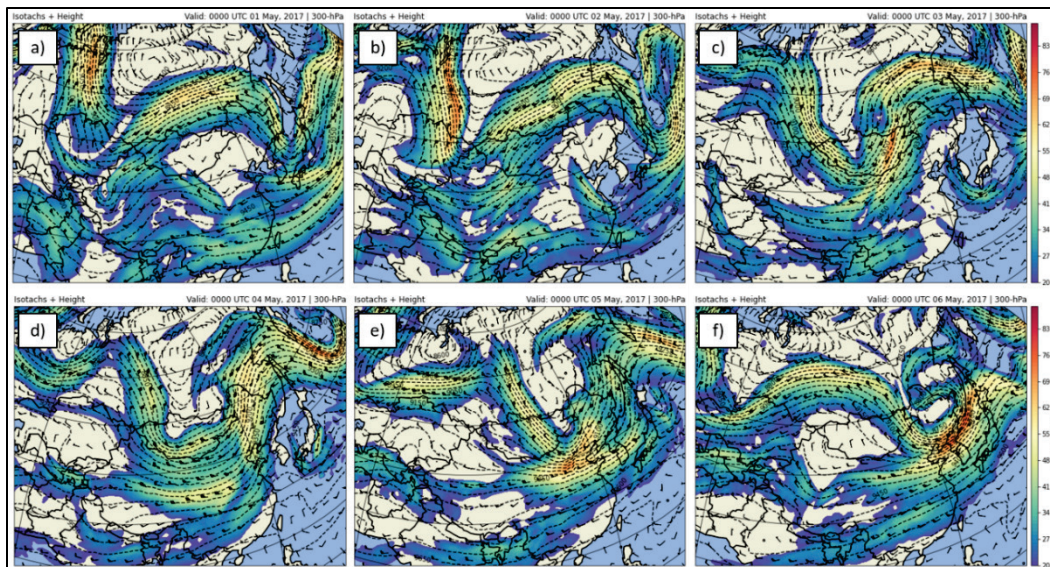 Isotachs + Height Valid: 0000 UTC 01 May, 2017 | 300-hPa
a)
Isotachs + Height Valid: 0000 UTC 02 May, 2017 | 300-hPa
b)
Isotachs + Height Valid: 0000 UTC 03 May, 2017 | 300-hPa
c)
83
76
69
62
55
48
41
34
27
20
Isotachs + Height Valid: 0000 UTC 04 May, 2017 | 300-hPa
d)
Isotachs + Height Valid: 0000 UTC 05 May, 2017 | 300-hPa
e)
Isotachs + Height Valid: 0000 UTC 06 May, 2017 | 300-hPa
f)
83
76
69
62
55
48
41
34
27
20